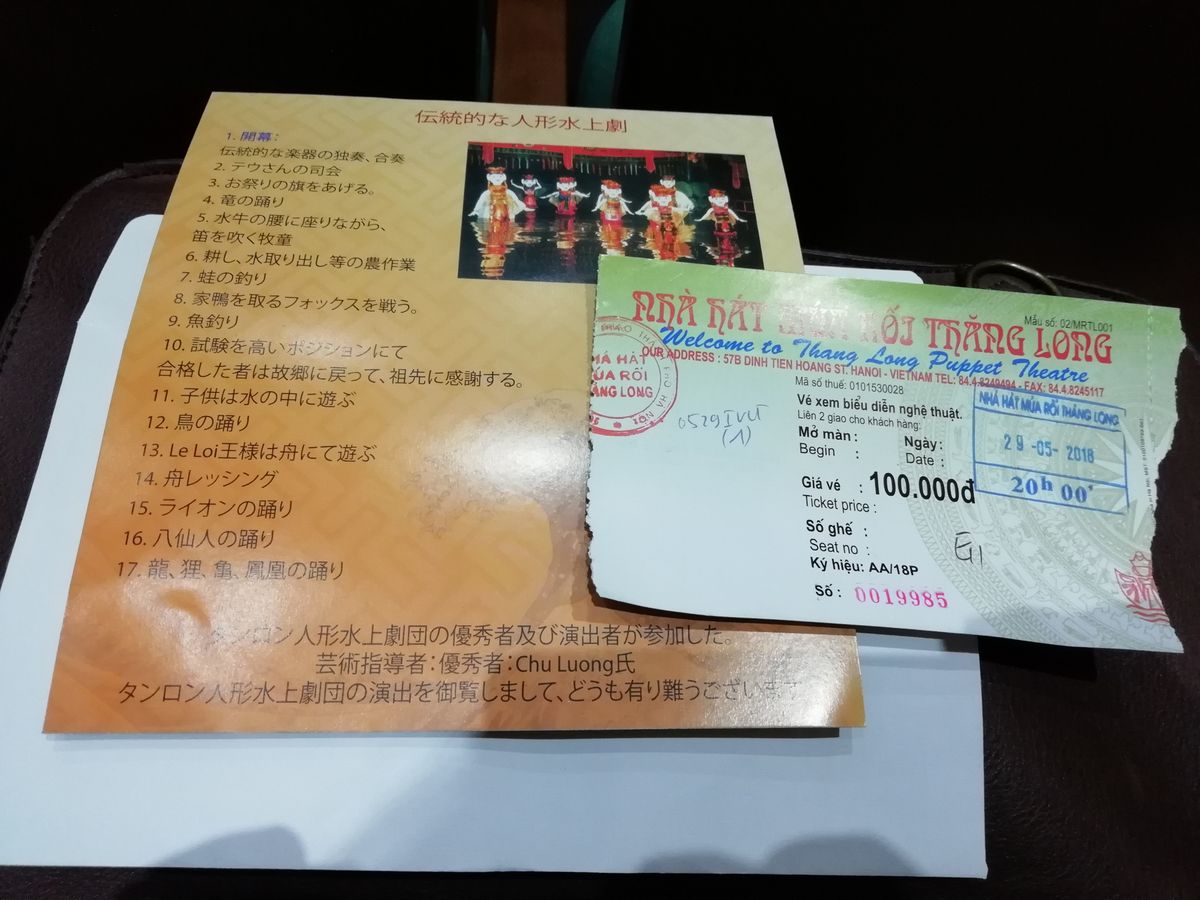 伝統的な人形水上劇
1. 開幕:
伝統的な楽器の独奏、合奏
2. テウさんの司会
3. お祭りの旗をあげる。
4. 竜の踊り
5. 水牛の腰に座りながら、
笛を吹く牧童
6. 耕し、水取り出し等の農作業
7. 蛙の釣り
8. 家鴨を取るフォックスを戦う。
9. 魚釣り
10. 試験を高いポジションにて
合格した者は故郷に戻って、祖先に感謝する。
11. 子供は水の中に遊ぶ
12. 鳥の踊り
13. Le Loi王様は舟にて遊ぶ
14. 舟レッシング
15. ライオンの踊り
16. 八仙人の踊り
17. 龍、狸、亀、鳳凰の踊り
タンロン人形水上劇団の優秀者及び演出者が参加した。
芸術指導者：優秀者：Chu Luong氏
タンロン人形水上劇団の演出を御覧しまして、どうも有り難うございます
Mẫu số: 02/MRTL001
NHÀ HÁT MÚA RỐI THĂNG LONG
Welcome to Thang Long Puppet Theatre
OUR ADDRESS : 57B DINH TIEN HOANG ST. HANOI - VIETNAM TEL: 84.4.8249494 - FAX: 84.4.8245117
Mã số thuế: 0101530028
Vé xem biểu diễn nghệ thuật.
Liên 2 giao cho khách hàng:
Mở màn : Ngày :
Begin : Date :
Giá vé : 100.000đ
Ticket price :
Số ghế :
Seat no : G1
Ký hiệu: AA/18P
Số : 0019985
NHÀ HÁT MÚA RỐI THĂNG LONG
29-05-2018
20h 00'
NHÀ HÁT
MÚA RỐI
THĂNG LONG
(1)